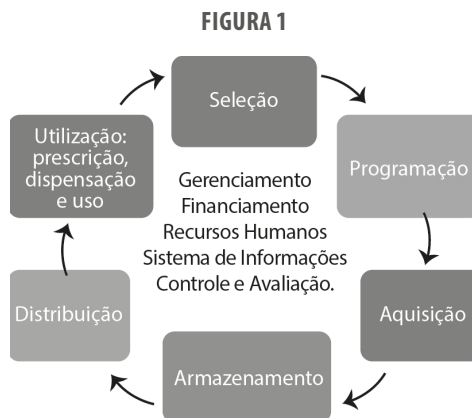 FIGURA 1
Seleção
Programação
Aquisição
Armazenamento
Distribuição
Utilização:
prescrição,
dispensação
e uso
Gerenciamento
Financiamento
Recursos Humanos
Sistema de Informações
Controle e Avaliação.